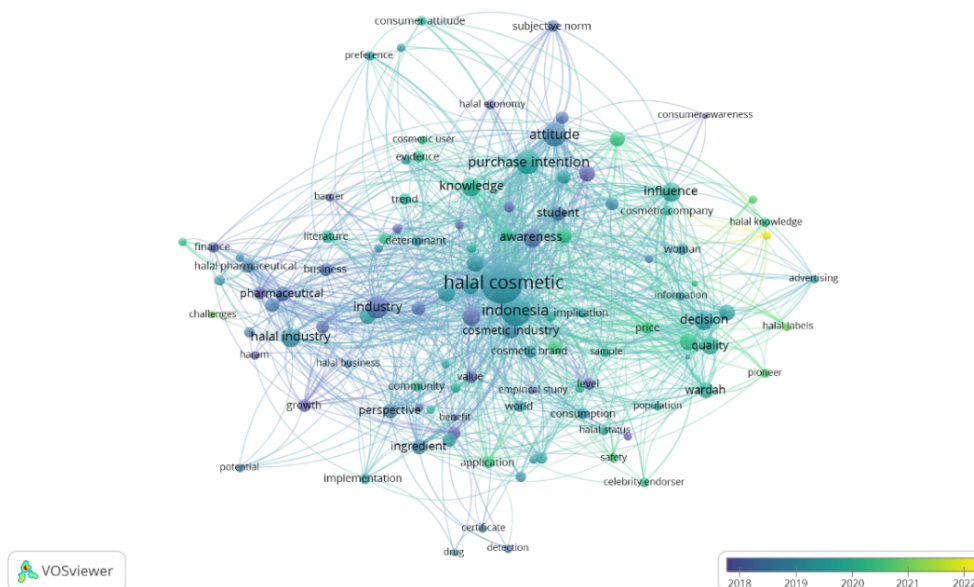 consumer attitude
subjective norm
preference
halal economy
consumer awareness
attitude
cosmetic user
evidence
purchase intention
knowledge
influence
barrier
trend
student
cosmetic company
halal knowledge
literature
determinant
awareness
finance
woman
halal pharmaceutical
business
advertising
halal cosmetic
information
pharmaceutical
industry
indonesia
implication
challenges
decision
halal labels
halal industry
cosmetic industry
price
quality
haram
halal business
cosmetic brand
sample
pioneer
value
level
community
empirical study
wardah
growth
perspective
benefit
world
consumption
population
halal status
ingredient
safety
potential
application
implementation
celebrity endorser
certificate
drug
detection
VOSviewer
2018 2019 2020 2021 2022